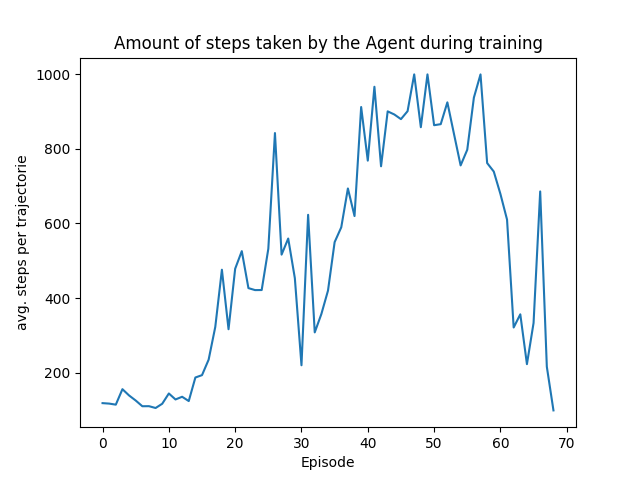 Amount of steps taken by the Agent during training
avg. steps per trajectorie
1000
800
600
400
200
0 10 20 30 40 50 60 70
Episode